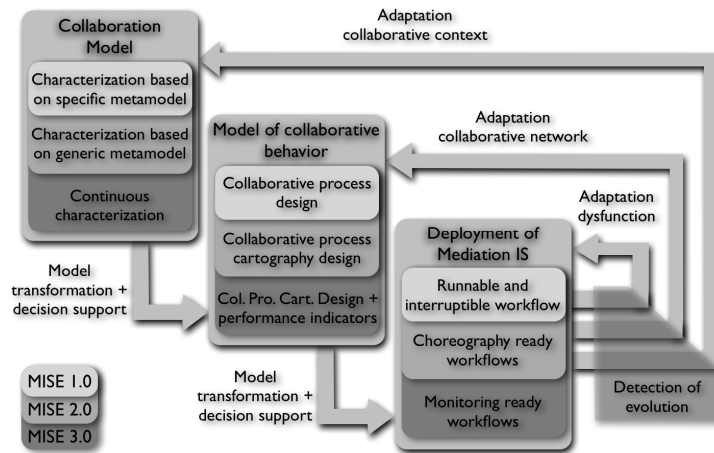 Collaboration
Model
Characterization based
on specific metamodel
Characterization based
on generic metamodel
Continuous
characterization
Adaptation
collaborative context
Model of collaborative
behavior
Collaborative process
design
Collaborative process
cartography design
Col. Pro. Cart. Design +
performance indicators
Adaptation
collaborative network
Adaptation
dysfunction
Deployment of
Mediation IS
Runnable and
interruptible workflow
Choreography ready
workflows
Monitoring ready
workflows
Model
transformation +
decision support
Model
transformation +
decision support
Detection of
evolution
MISE 1.0
MISE 2.0
MISE 3.0